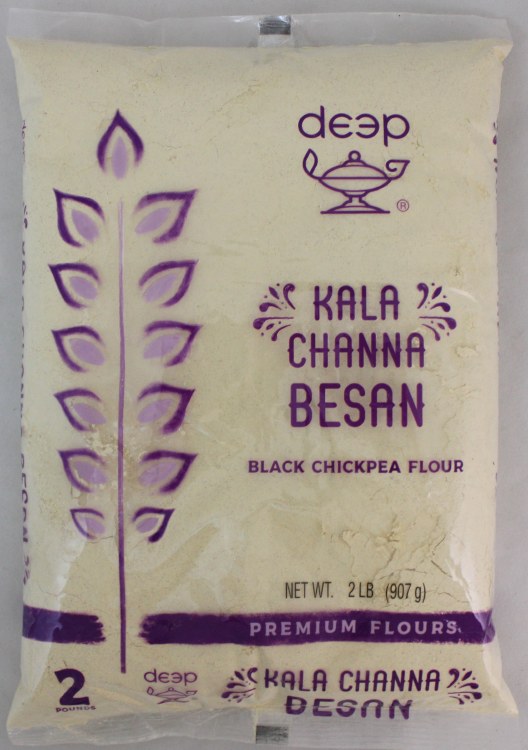 deep
®
KALA
CHANNA
BESAN
BLACK CHICKPEA FLOUR
NET WT. 2 LB (907 g)
PREMIUM FLOURS
2
POUNDS
deep
KALA CHANNA
BESAN